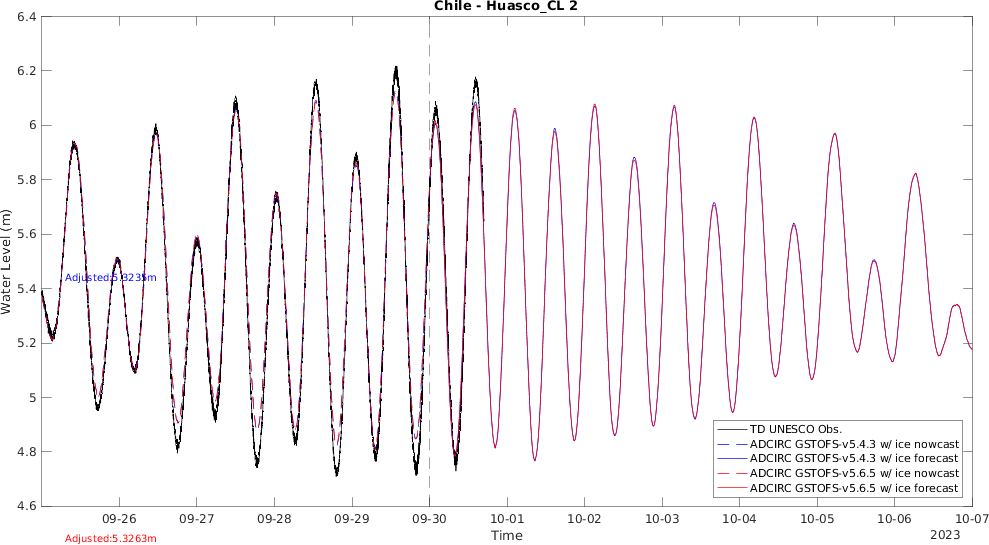 Chile - Huasco_CL 2
6.4
6.2
6
5.8
5.6
5.4
5.2
5
4.8
4.6
Water Level (m)
Adjusted:5.3235m
TD UNESCO Obs.
ADCIRC GSTOFS-v5.4.3 w/ ice nowcast
ADCIRC GSTOFS-v5.4.3 w/ ice forecast
ADCIRC GSTOFS-v5.6.5 w/ ice nowcast
ADCIRC GSTOFS-v5.6.5 w/ ice forecast
09-26 09-27 09-28 09-29 09-30 10-01 10-02 10-03 10-04 10-05 10-06 10-07
Time
2023
Adjusted:5.3263m